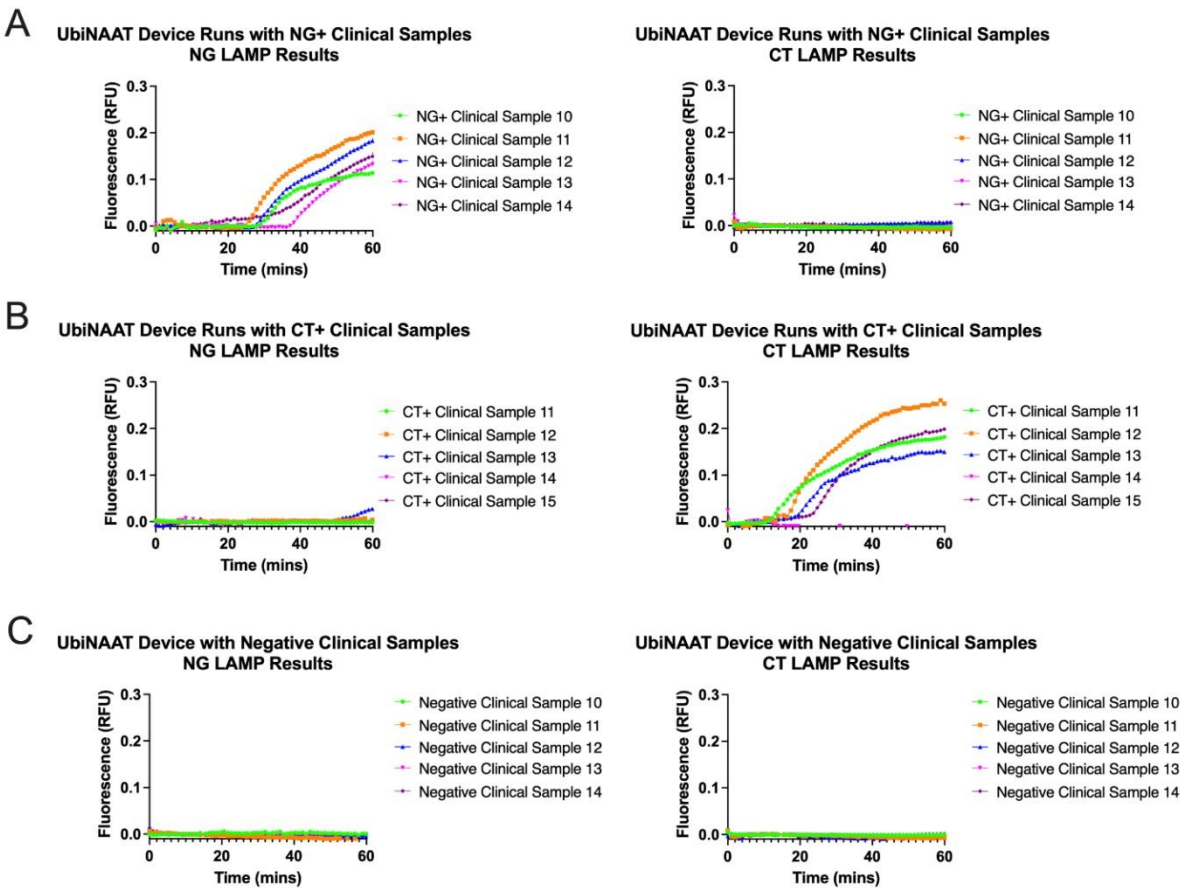 A
UbiNAAT Device Runs with NG+ Clinical Samples
NG LAMP Results
Fluorescence (RFU)
0.3
0.2
0.1
0.0
0
20
40
60
Time (mins)
NG+ Clinical Sample 10
NG+ Clinical Sample 11
NG+ Clinical Sample 12
NG+ Clinical Sample 13
NG+ Clinical Sample 14
UbiNAAT Device Runs with NG+ Clinical Samples
CT LAMP Results
Fluorescence (RFU)
0.3
0.2
0.1
0.0
0
20
40
60
Time (mins)
NG+ Clinical Sample 10
NG+ Clinical Sample 11
NG+ Clinical Sample 12
NG+ Clinical Sample 13
NG+ Clinical Sample 14
B
UbiNAAT Device Runs with CT+ Clinical Samples
NG LAMP Results
Fluorescence (RFU)
0.3
0.2
0.1
0.0
0
20
40
60
Time (mins)
CT+ Clinical Sample 11
CT+ Clinical Sample 12
CT+ Clinical Sample 13
CT+ Clinical Sample 14
CT+ Clinical Sample 15
UbiNAAT Device Runs with CT+ Clinical Samples
CT LAMP Results
Fluorescence (RFU)
0.3
0.2
0.1
0.0
0
20
40
60
Time (mins)
CT+ Clinical Sample 11
CT+ Clinical Sample 12
CT+ Clinical Sample 13
CT+ Clinical Sample 14
CT+ Clinical Sample 15
C
UbiNAAT Device with Negative Clinical Samples
NG LAMP Results
Fluorescence (RFU)
0.3
0.2
0.1
0.0
0
20
40
60
Time (mins)
Negative Clinical Sample 10
Negative Clinical Sample 11
Negative Clinical Sample 12
Negative Clinical Sample 13
Negative Clinical Sample 14
UbiNAAT Device with Negative Clinical Samples
CT LAMP Results
Fluorescence (RFU)
0.3
0.2
0.1
0.0
0
20
40
60
Time (mins)
Negative Clinical Sample 10
Negative Clinical Sample 11
Negative Clinical Sample 12
Negative Clinical Sample 13
Negative Clinical Sample 14